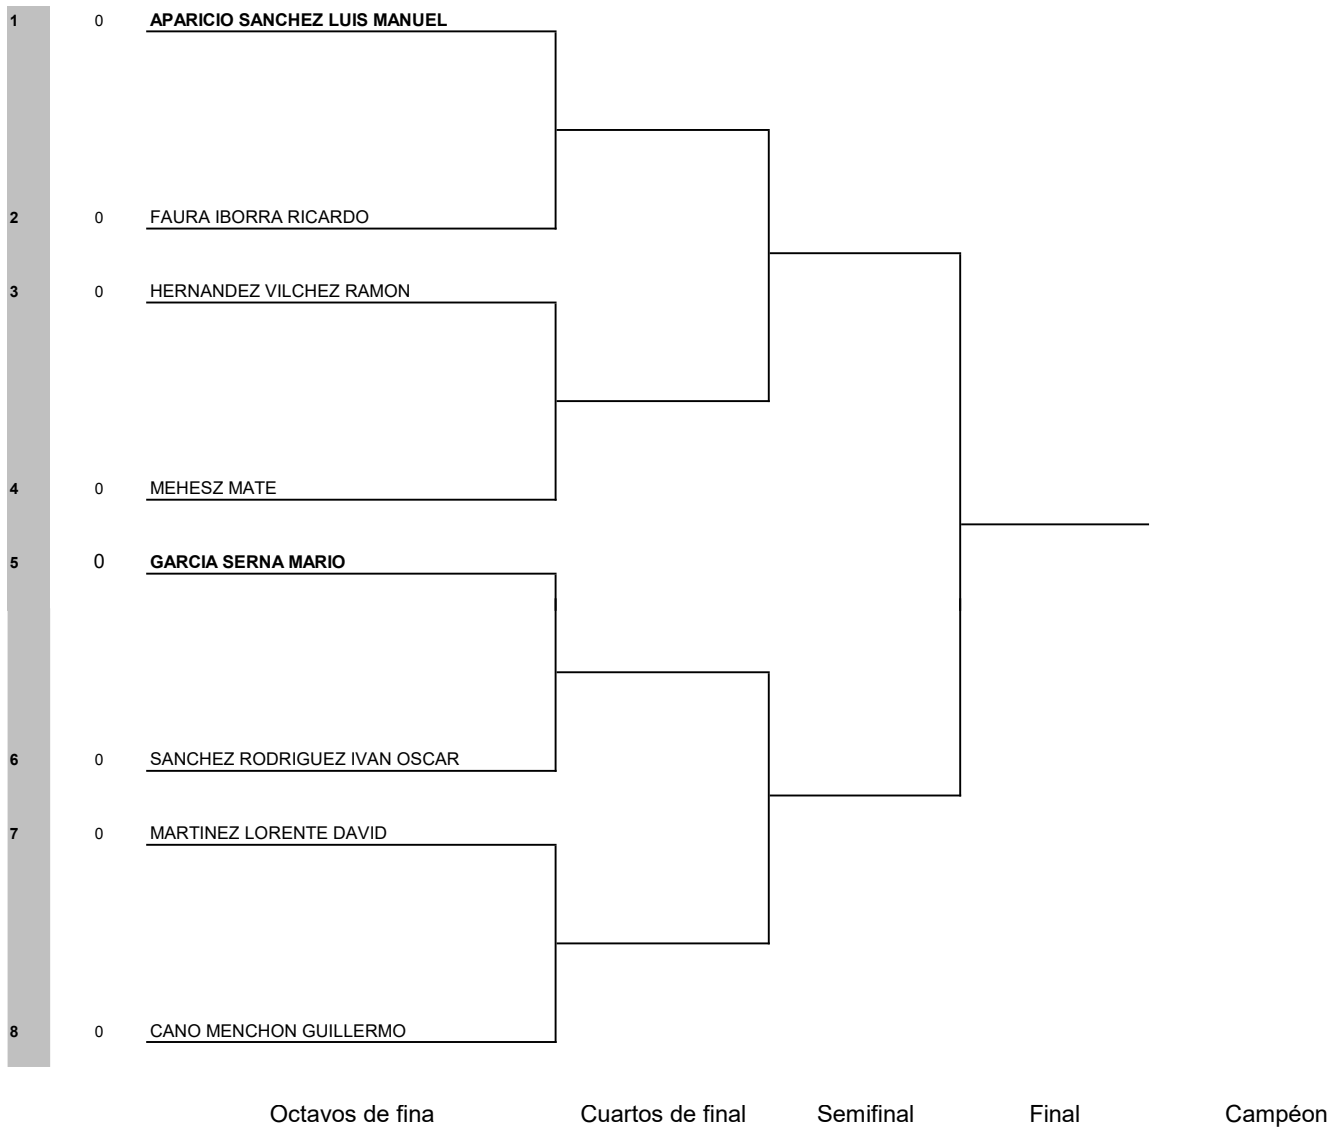 1 0 APARICIO SANCHEZ LUIS MANUEL
2 0 FAURA IBORRA RICARDO
3 0 HERNANDEZ VILCHEZ RAMON
4 0 MEHESZ MATE
5 0 GARCIA SERNA MARIO
6 0 SANCHEZ RODRIGUEZ IVAN OSCAR
7 0 MARTINEZ LORENTE DAVID
8 0 CANO MENCHON GUILLERMO
Octavos de fina Cuartos de final Semifinal Final Campéon